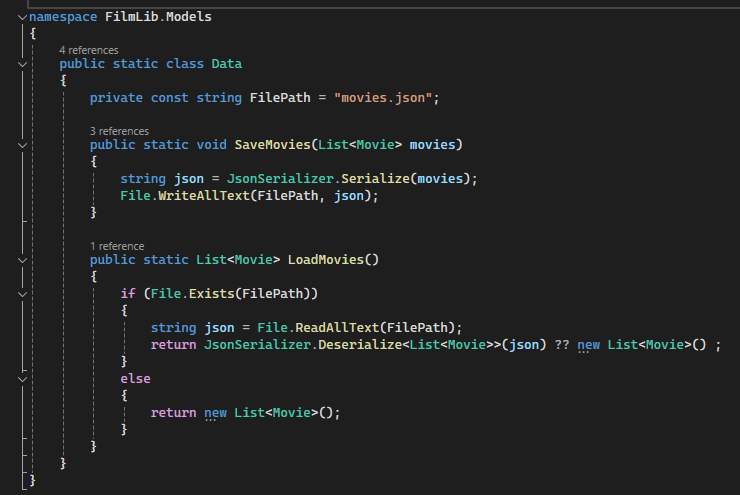 namespace FilmLib.Models
{
4 references
public static class Data
{
private const string FilePath = "movies.json";
3 references
public static void SaveMovies(List<Movie> movies)
{
string json = JsonSerializer.Serialize(movies);
File.WriteAllText(FilePath, json);
}
1 reference
public static List<Movie> LoadMovies()
{
if (File.Exists(FilePath))
{
string json = File.ReadAllText(FilePath);
return JsonSerializer.Deserialize<List<Movie>>(json) ?? new List<Movie>() ;
}
else
{
return new List<Movie>();
}
}
}
}